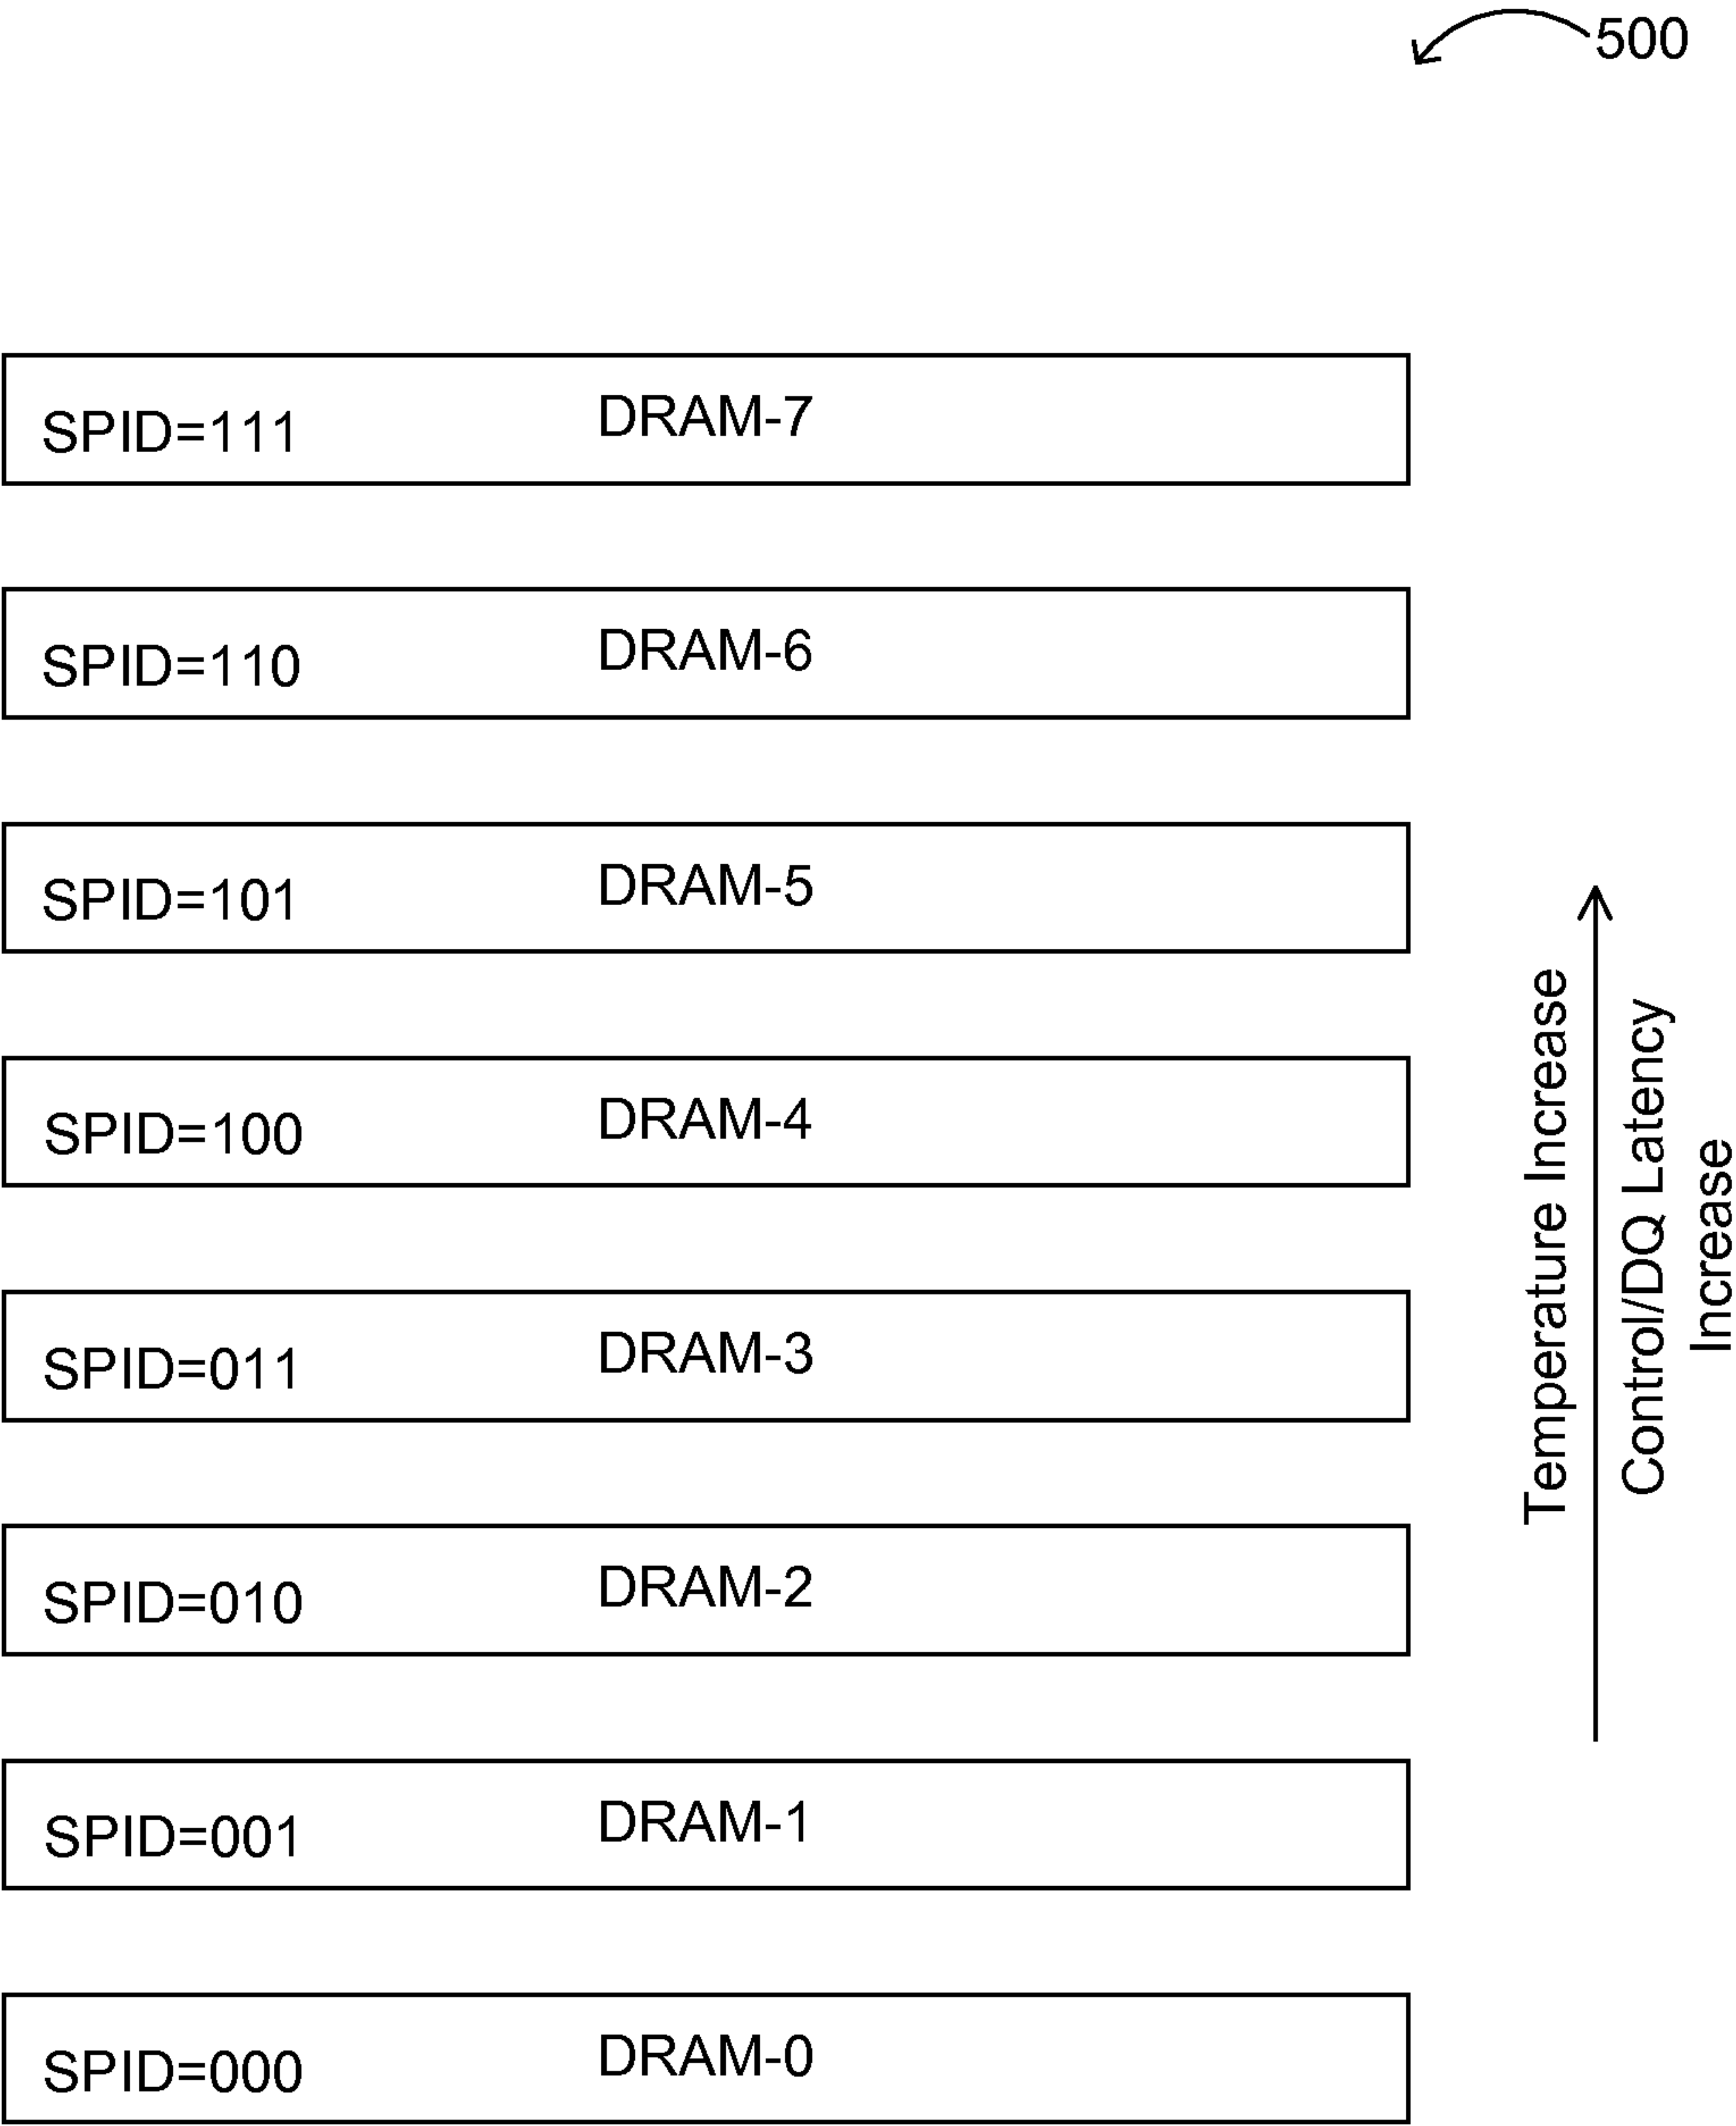 500
SPID=111 DRAM-7
SPID=110 DRAM-6
SPID=101 DRAM-5
SPID=100 DRAM-4
SPID=011 DRAM-3
SPID=010 DRAM-2
SPID=001 DRAM-1
SPID=000 DRAM-0
Temperature Increase
Control/DQ Latency
Increase